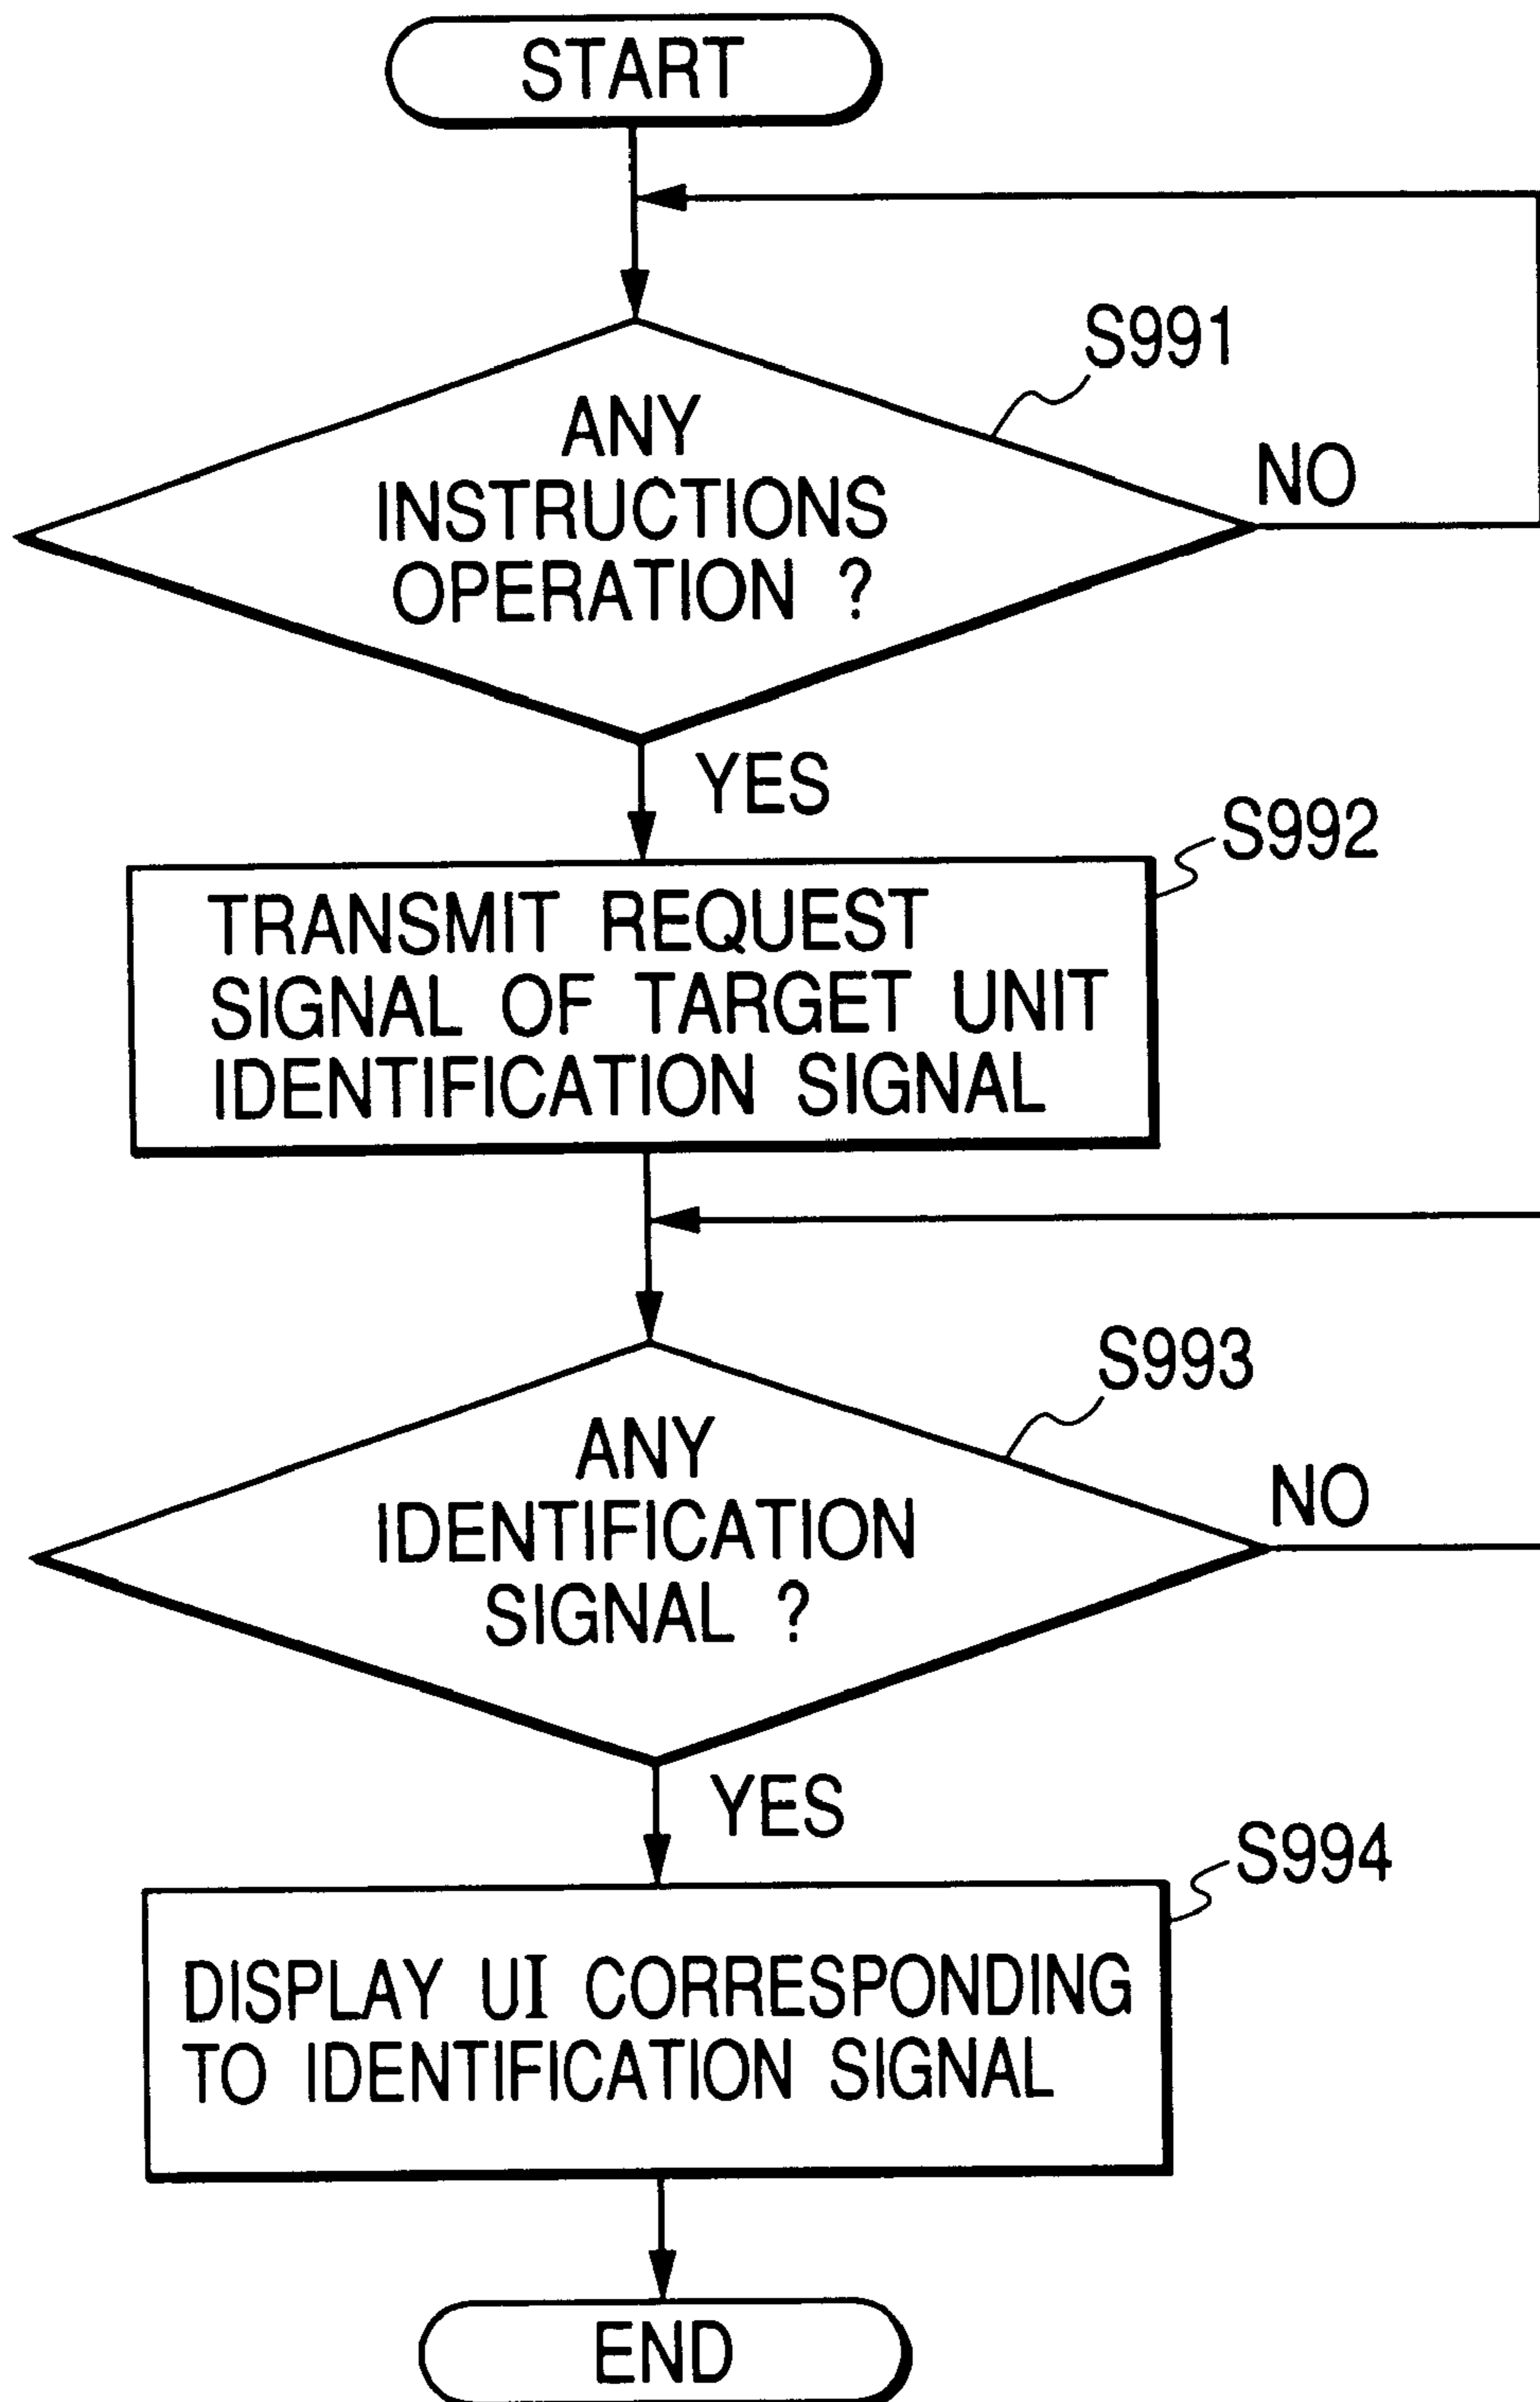 START
S991
ANY
INSTRUCTIONS
OPERATION ?
NO
YES
S992
TRANSMIT REQUEST
SIGNAL OF TARGET UNIT
IDENTIFICATION SIGNAL
S993
ANY
IDENTIFICATION
SIGNAL ?
NO
YES
S994
DISPLAY UI CORRESPONDING
TO IDENTIFICATION SIGNAL
END